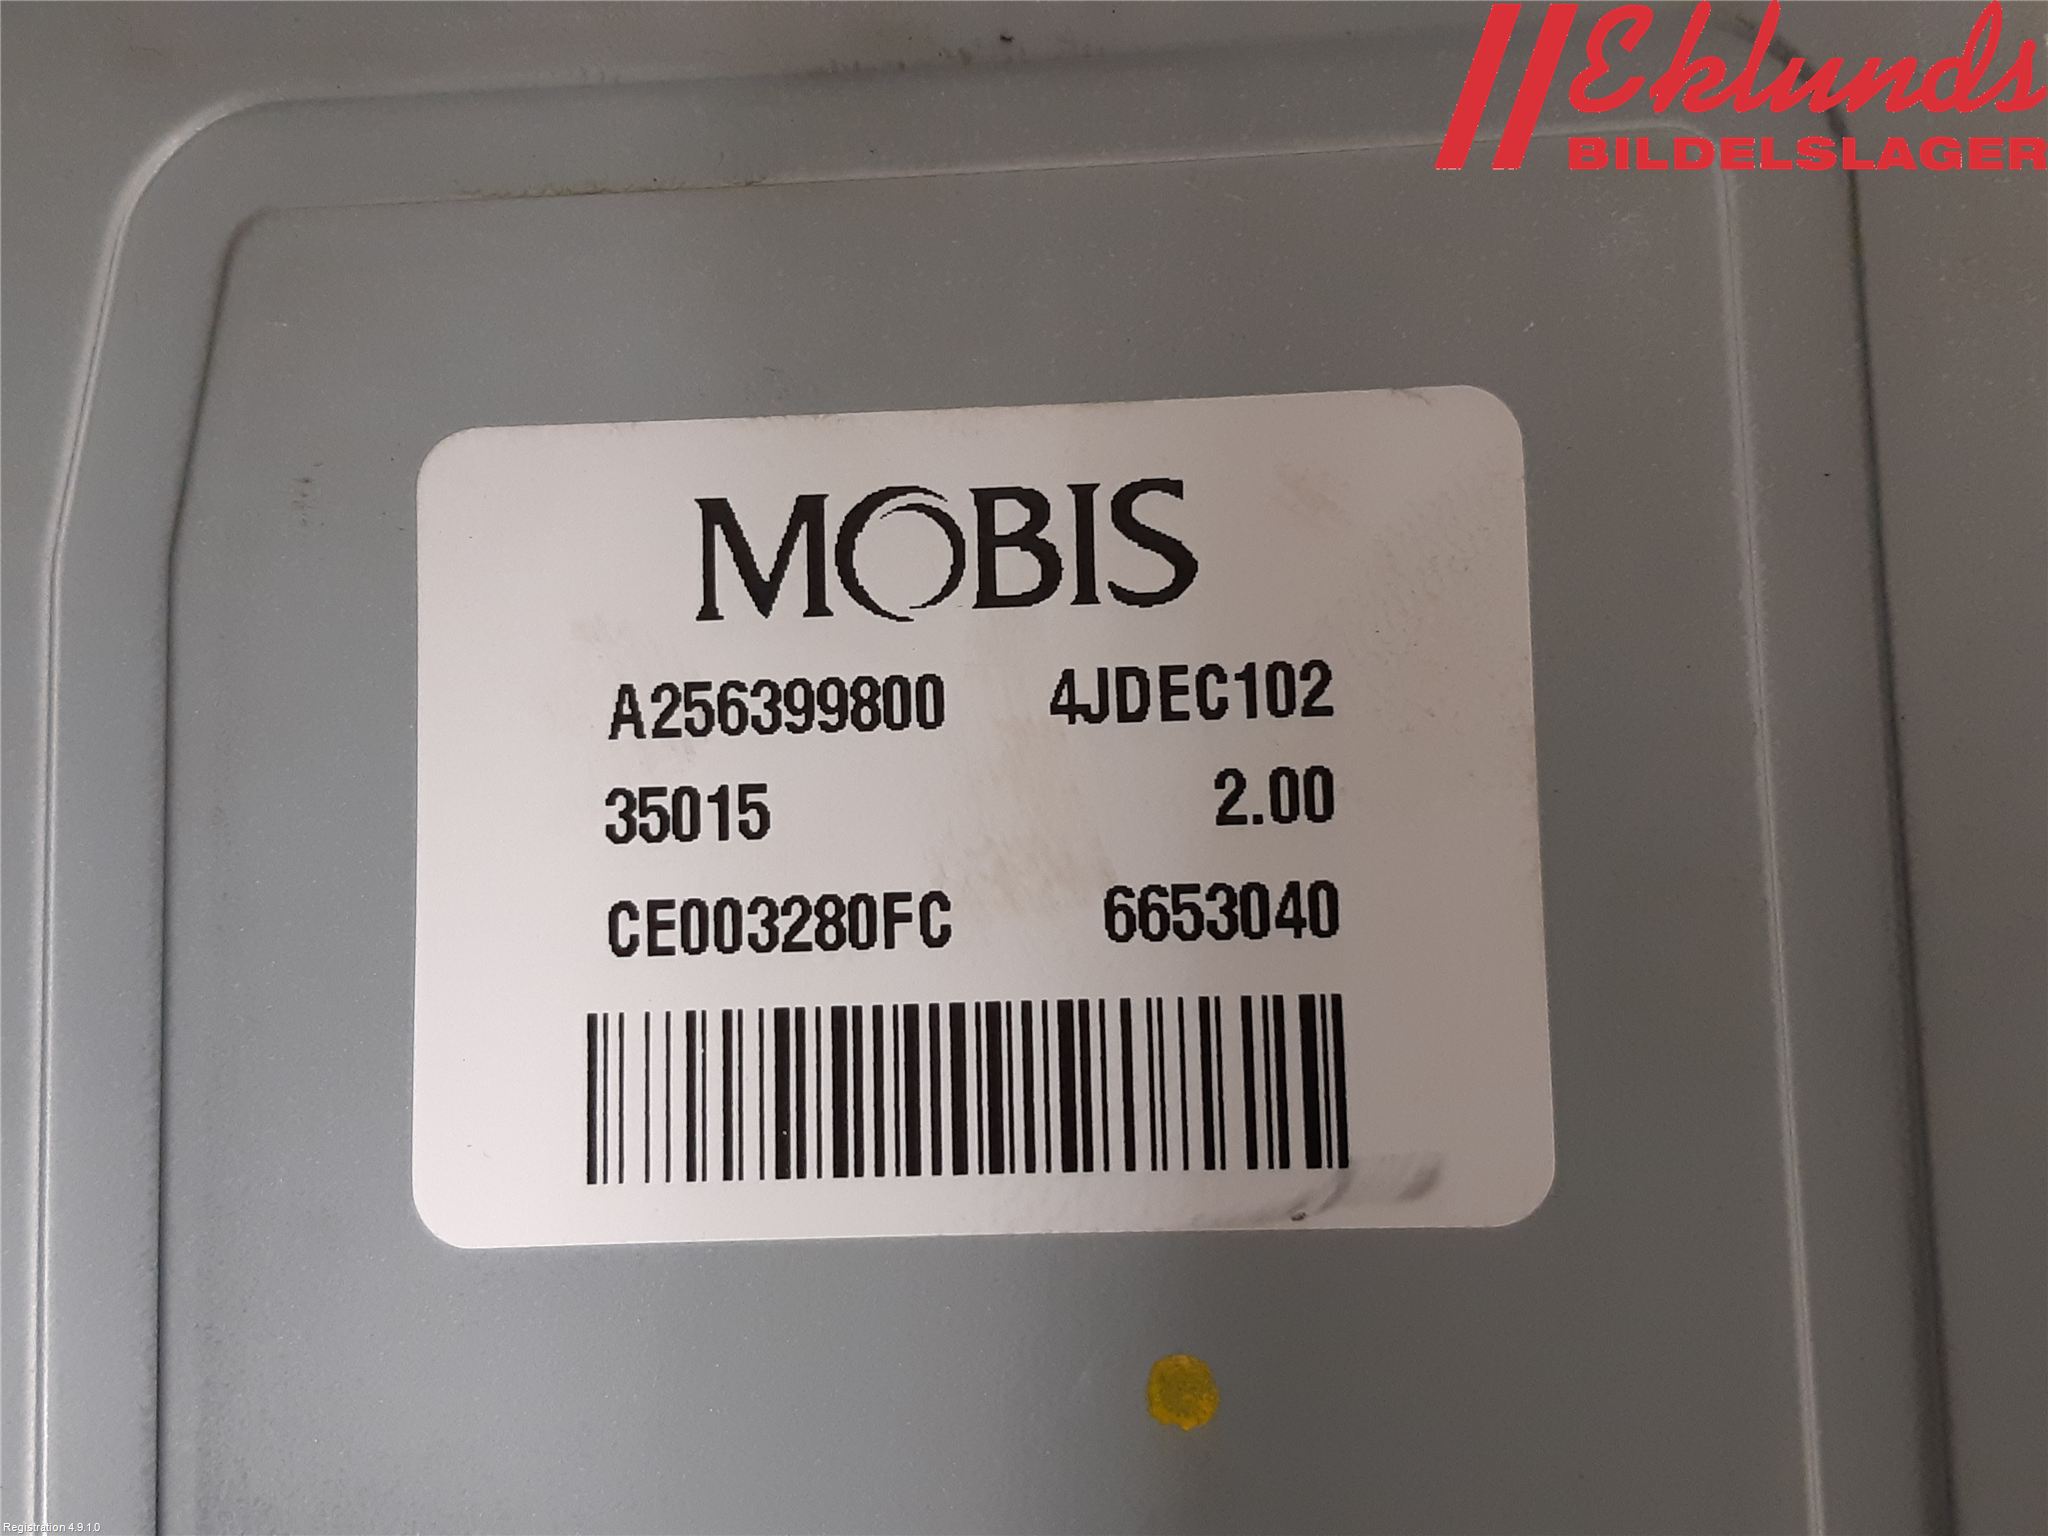 Eklunds
BILDELSLAGER
MOBIS
A256399800 4JDEC102
35015 2.00
CE003280FC 6653040
Registration 4.9.1.0